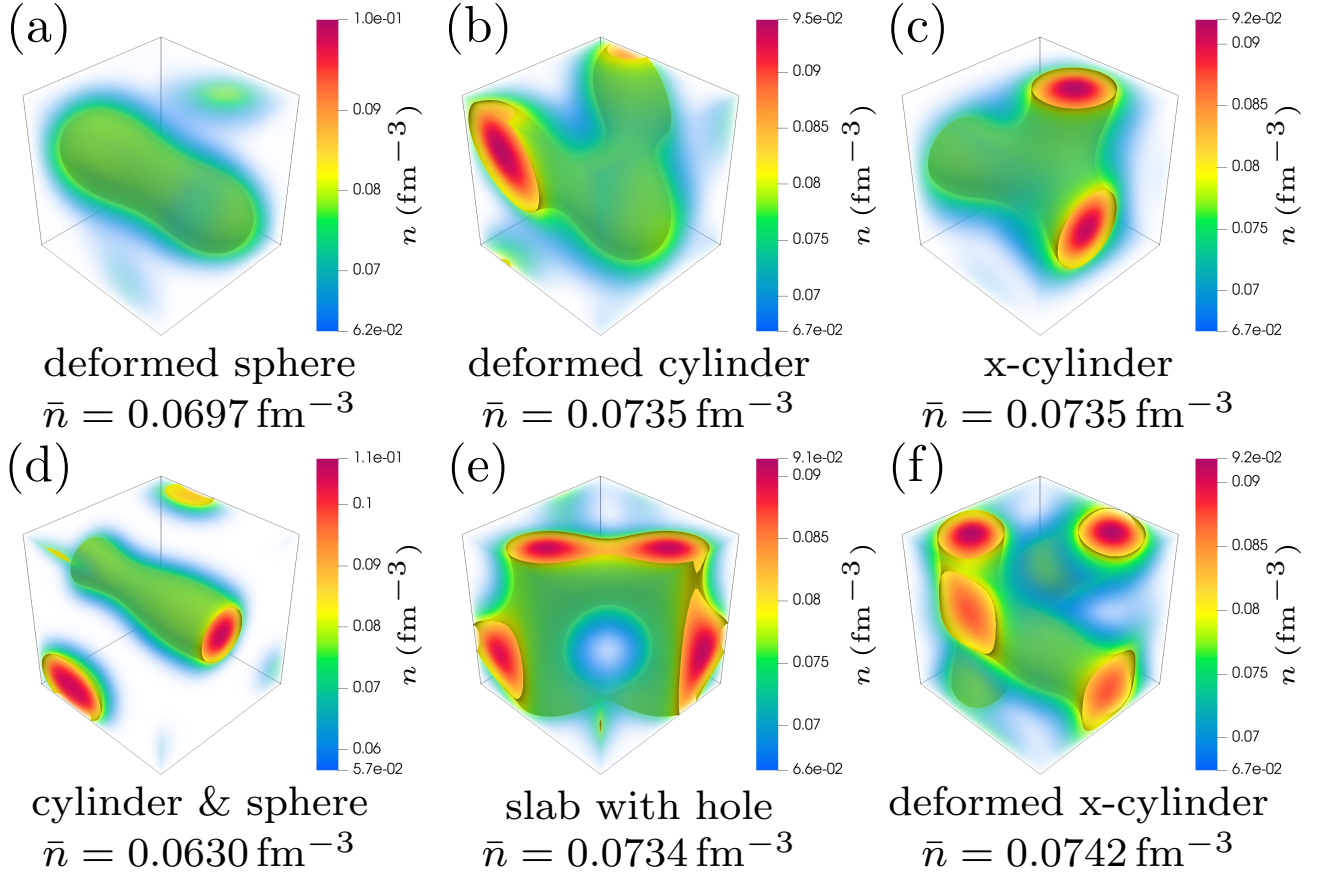 (a)
1.0e-01
0.09
0.08
0.07
6.2e-02
n (fm−3)
deformed sphere
n̄ = 0.0697 fm−3
(b)
9.5e-02
0.09
0.085
0.08
0.075
0.07
6.7e-02
n (fm−3)
deformed cylinder
n̄ = 0.0735 fm−3
(c)
9.2e-02
0.09
0.085
0.08
0.075
0.07
6.7e-02
n (fm−3)
x-cylinder
n̄ = 0.0735 fm−3
(d)
1.1e-01
0.1
0.09
0.08
0.07
0.06
5.7e-02
n (fm−3)
cylinder & sphere
n̄ = 0.0630 fm−3
(e)
9.1e-02
0.09
0.085
0.08
0.075
0.07
6.6e-02
n (fm−3)
slab with hole
n̄ = 0.0734 fm−3
(f)
9.2e-02
0.09
0.085
0.08
0.075
0.07
6.7e-02
n (fm−3)
deformed x-cylinder
n̄ = 0.0742 fm−3